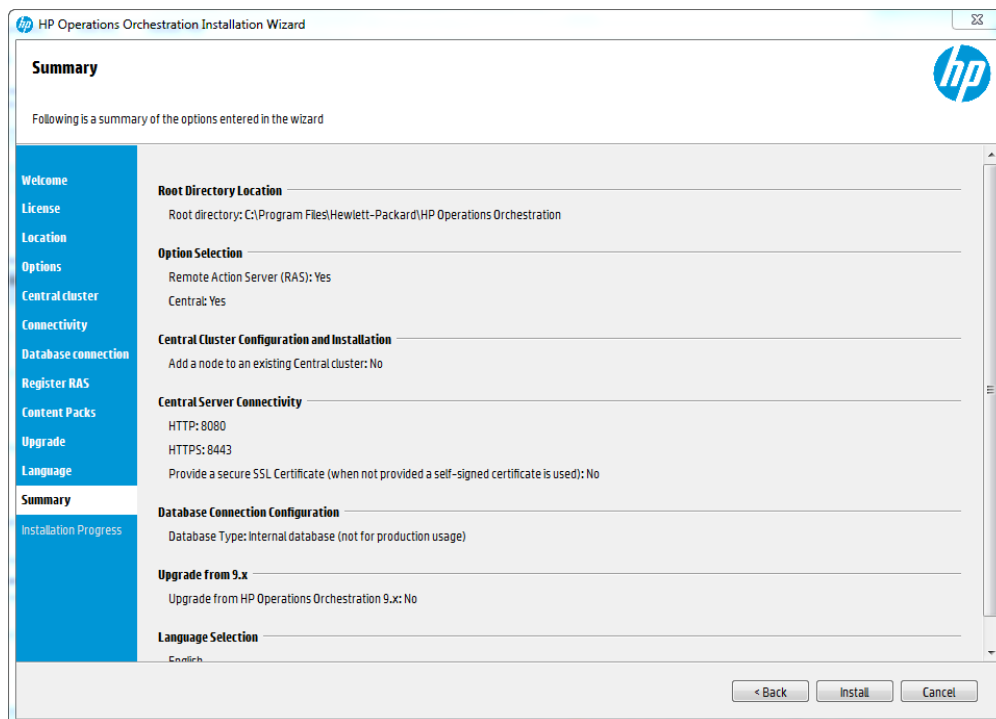 HP Operations Orchestration Installation Wizard
Summary
Following is a summary of the options entered in the wizard
Welcome
License
Location
Options
Central cluster
Connectivity
Database connection
Register RAS
Content Packs
Upgrade
Language
Summary
Installation Progress
Root Directory Location
Root directory: C:\Program Files\Hewlett-Packard\HP Operations Orchestration
Option Selection
Remote Action Server (RAS): Yes
Central: Yes
Central Cluster Configuration and Installation
Add a node to an existing Central cluster: No
Central Server Connectivity
HTTP: 8080
HTTPS: 8443
Provide a secure SSL Certificate (when not provided a self-signed certificate is used): No
Database Connection Configuration
Database Type: Internal database (not for production usage)
Upgrade from 9.x
Upgrade from HP Operations Orchestration 9.x: No
Language Selection
English
< Back
Install
Cancel